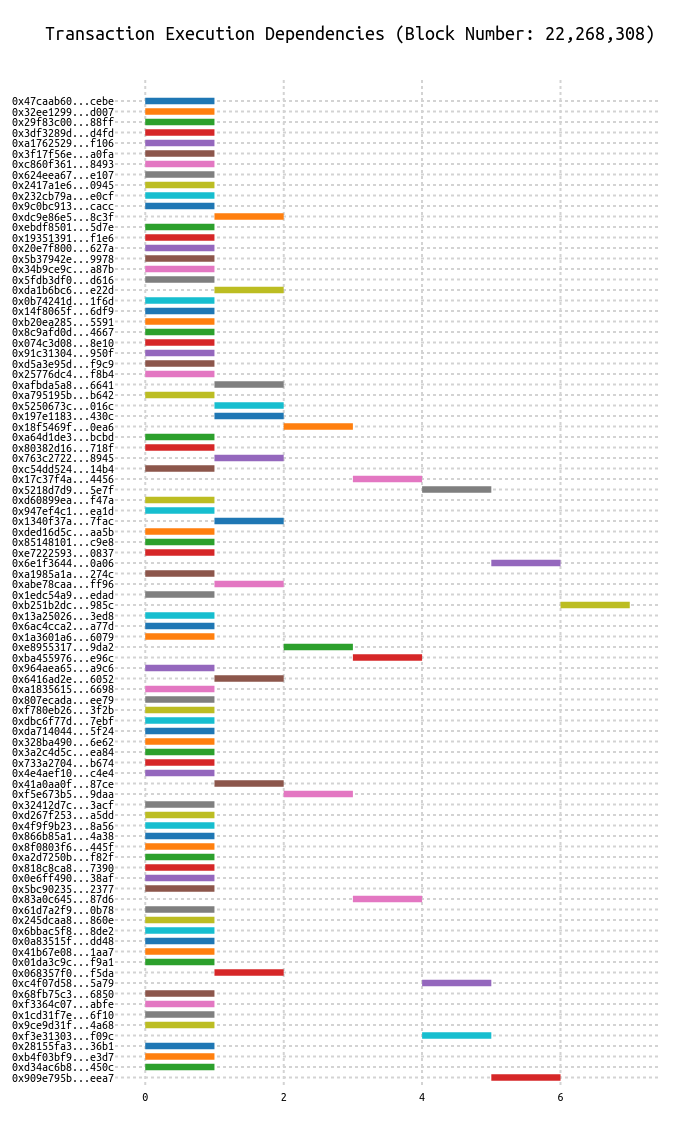 Transaction Execution Dependencies (Block Number: 22,268,308)
0x47caab60...cebe
0x32ee1299...d007
0x29f83c00...88ff
0x3df3289d...d4fd
0xa1762529...f106
0x3f17f56e...a0fa
0xc860f361...8493
0x624eea67...e107
0x2417a1e6...0945
0x232cb79a...e0cf
0x9c0bc913...cacc
0xdc9e86e5...8c3f
0xebdf8501...5d7e
0x19351391...f1e6
0x20e7f800...627a
0x5b37942e...9978
0x34b9ce9c...a87b
0x5fdb3df0...d616
0xda1b6bc6...e22d
0x0b74241d...1f6d
0x14f8065f...6df9
0xb20ea285...5591
0x8c9afd0d...4667
0x074c3d08...8e10
0x91c31304...950f
0xd5a3e95d...f9c9
0x25776dc4...f8b4
0xafbda5a8...6641
0xa795195b...b642
0x5250673c...016c
0x197e1183...430c
0x18f5469f...0ea6
0xa64d1de3...bcbd
0x80382d16...718f
0x763c2722...8945
0xc54dd524...14b4
0x17c37f4a...4456
0x5218d7d9...5e7f
0xd60899ea...f47a
0x947ef4c1...ea1d
0x1340f37a...7fac
0xded16d5c...aa5b
0x85148101...c9e8
0xe7222593...0837
0x6e1f3644...0a06
0xa1985a1a...274c
0xabe78caa...ff96
0x1edc54a9...edad
0xb251b2dc...985c
0x13a25026...3ed8
0x6ac4cca2...a77d
0x1a3601a6...6079
0xe8955317...9da2
0xba455976...e96c
0x964aea65...a9c6
0x6416ad2e...6052
0xa1835615...6698
0x807ecada...ee79
0xf780eb26...3f2b
0xdbc6f77d...7ebf
0xda714044...5f24
0x328ba490...6e62
0x3a2c4d5c...ea84
0x733a2704...b674
0x4e4aef10...c4e4
0x41a0aa0f...87ce
0xf5e673b5...9daa
0x32412d7c...3acf
0xd267f253...a5dd
0x4f9f9b23...8a56
0x866b85a1...4a38
0x8f0803f6...445f
0xa2d7250b...f82f
0x818c8ca8...7390
0x0e6ff490...38af
0x5bc90235...2377
0x83a0c645...87d6
0x61d7a2f9...0b78
0x245dcaa8...860e
0x6bbac5f8...8de2
0x0a83515f...dd48
0x41b67e08...1aa7
0x01da3c9c...f9a1
0x068357f0...f5da
0xc4f07d58...5a79
0x68fb75c3...6850
0xf3364c07...abfe
0x1cd31f7e...6f10
0x9ce9d31f...4a68
0xf3e31303...f09c
0x28155fa3...36b1
0xb4f03bf9...e3d7
0xd34ac6b8...450c
0x909e795b...eea7
0 2 4 6